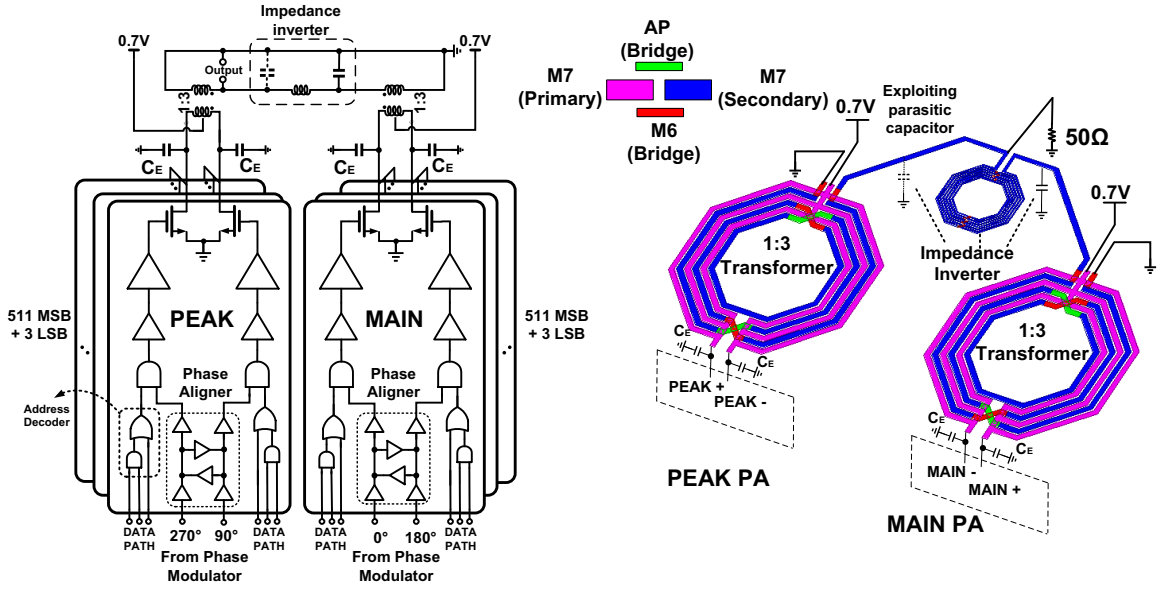 Impedance
inverter
0.7V
0.7V
Output
1:3
1:3
CE
CE
CE
CE
PEAK
MAIN
511 MSB
+ 3 LSB
511 MSB
+ 3 LSB
Phase
Aligner
Phase
Aligner
Address
Decoder
DATA
PATH
270°
90°
DATA
PATH
From Phase
Modulator
DATA
PATH
0°
180°
DATA
PATH
From Phase
Modulator
AP
(Bridge)
M7
(Primary)
M7
(Secondary)
M6
(Bridge)
0.7V
Exploiting
parasitic
capacitor
50Ω
0.7V
Impedance
Inverter
1:3
Transformer
1:3
Transformer
CE
CE
PEAK +
PEAK -
PEAK PA
CE
CE
MAIN -
MAIN +
MAIN PA